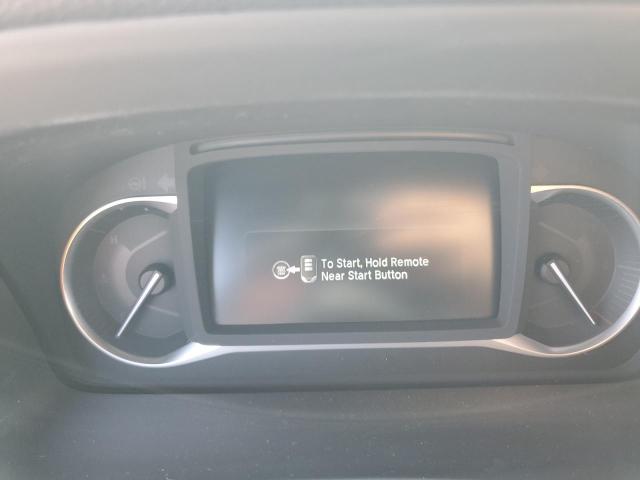 To Start, Hold Remote
Near Start Button